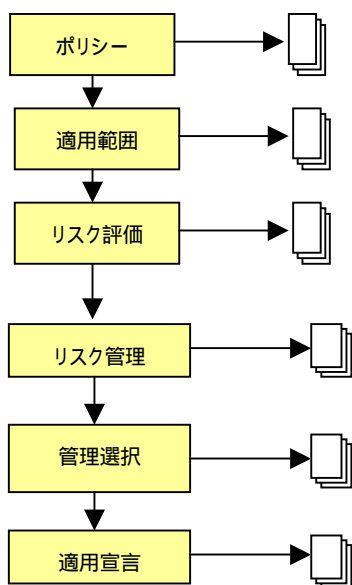 ポリシー
適用範囲
リスク評価
リスク管理
管理選択
適用宣言